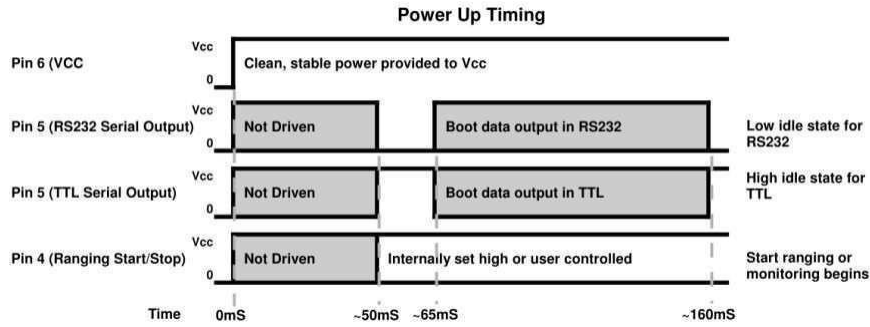 Power Up Timing
Pin 6 (VCC
Vcc
0
Clean, stable power provided to Vcc
Pin 5 (RS232 Serial Output)
Vcc
0
Not Driven
Boot data output in RS232
Low idle state for
RS232
Pin 5 (TTL Serial Output)
Vcc
0
Not Driven
Boot data output in TTL
High idle state for
TTL
Pin 4 (Ranging Start/Stop)
Vcc
0
Not Driven
Internally set high or user controlled
Start ranging or
monitoring begins
Time
0mS
~50mS
~65mS
~160mS